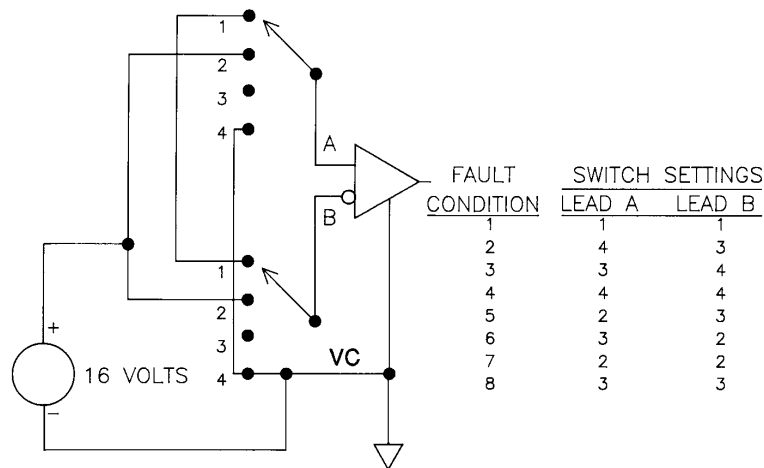 1
2
3
4
A
B
1
2
3
4
+
16 VOLTS
−
VC
FAULT CONDITION
SWITCH SETTINGS
LEAD A LEAD B
1 1 1
2 4 3
3 3 4
4 4 4
5 2 3
6 3 2
7 2 2
8 3 3